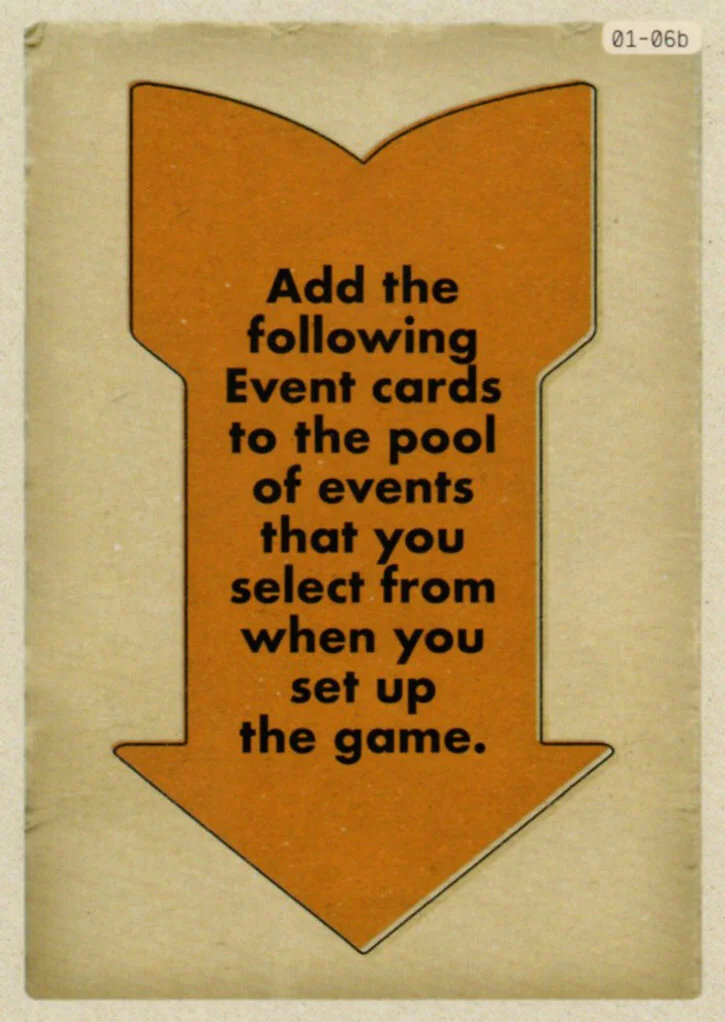 01-06b
Add the
following
Event cards
to the pool
of events
that you
select from
when you
set up
the game.